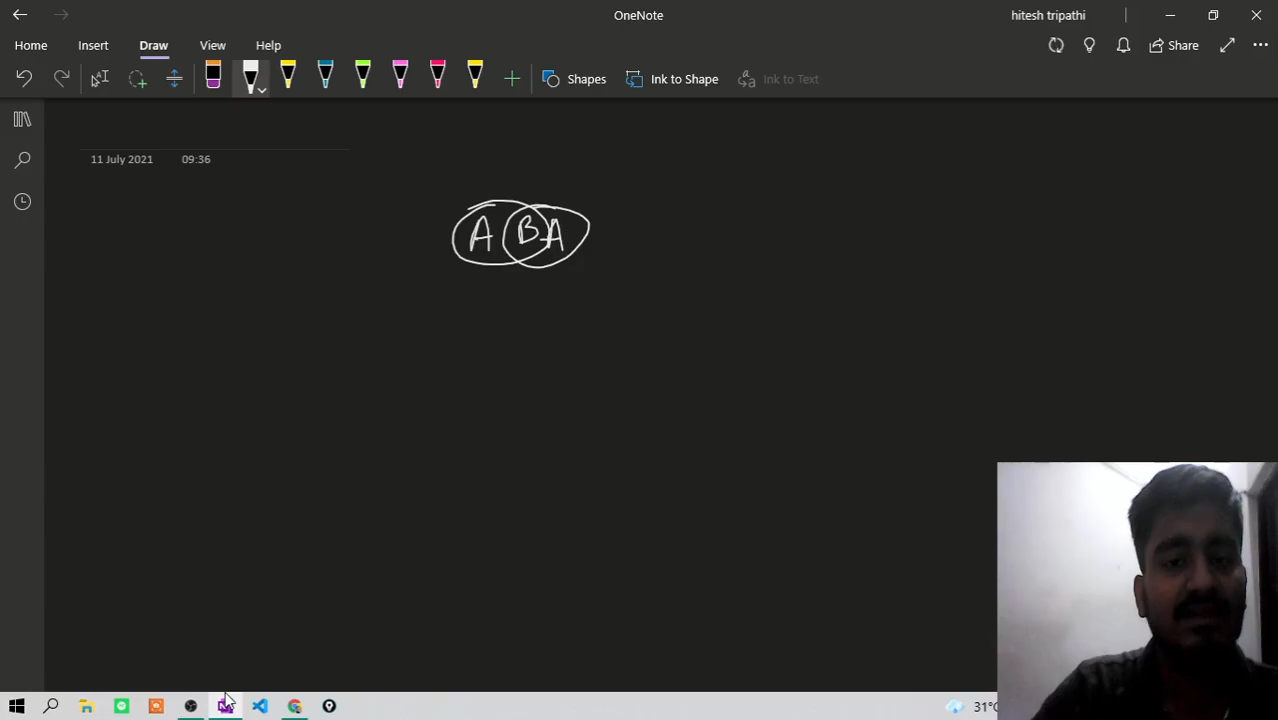 OneNote
hitesh tripathi
Home Insert Draw View Help
Share
Shapes
Ink to Shape
Ink to Text
11 July 2021 09:36
A B A
31°C